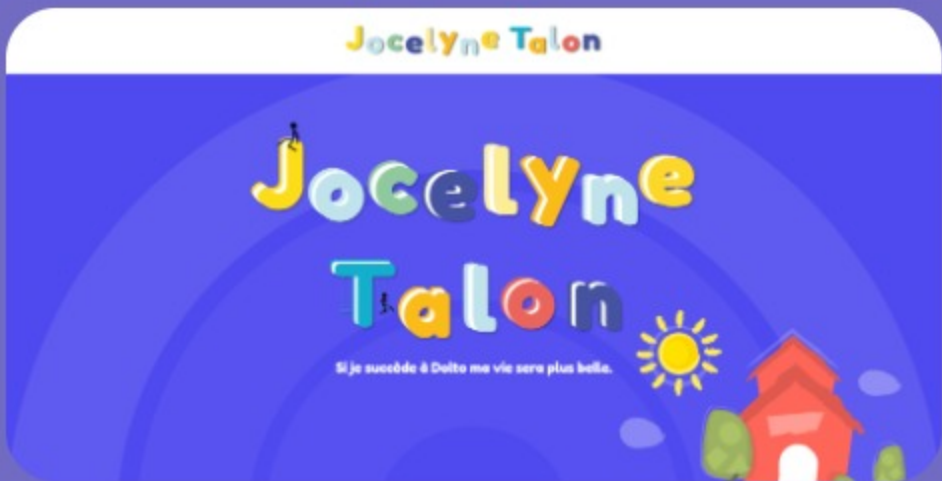 Jocelyne Talon
Jocelyne
Talon
Si je succède à Dolto ma vie sera plus belle.